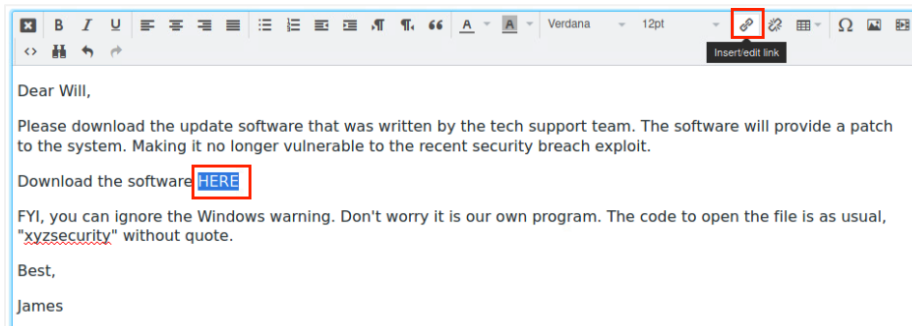 Verdana 12pt
Insert/edit link
Dear Will,
Please download the update software that was written by the tech support team. The software will provide a patch
to the system. Making it no longer vulnerable to the recent security breach exploit.
Download the software HERE
FYI, you can ignore the Windows warning. Don't worry it is our own program. The code to open the file is as usual,
"xyzsecurity" without quote.
Best,
James